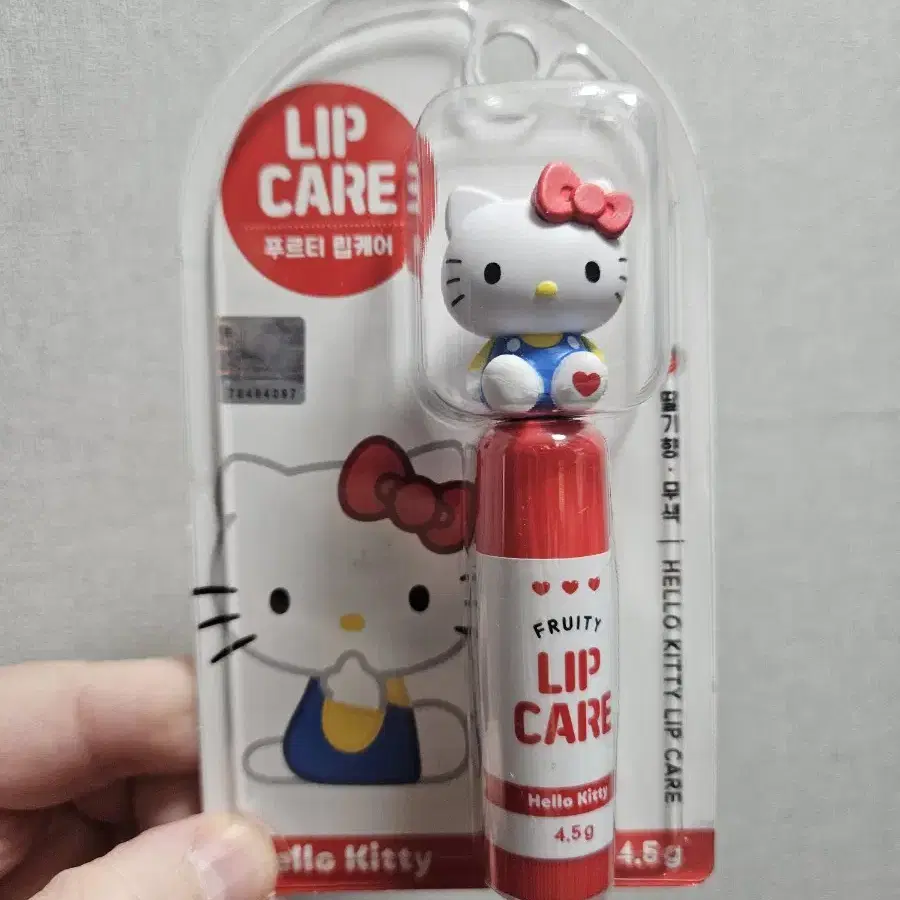 LIP
CARE
푸르티 립케어
78484097
딸기향 · 무색 | HELLO KITTY LIP CARE
FRUITY
LIP
CARE
Hello Kitty
4.5g
ello Kitty
4.5g